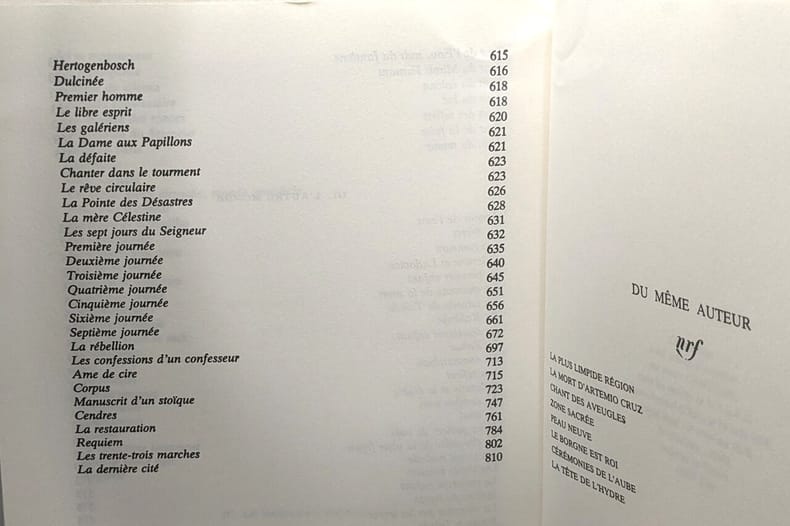 Hertogenbosch 615
Dulcinée 616
Premier homme 618
Le libre esprit 618
Les galériens 620
La Dame aux Papillons 621
La défaite 621
Chanter dans le tourment 623
Le rêve circulaire 623
La Pointe des Désastres 626
La mère Célestine 628
Les sept jours du Seigneur 631
Première journée 632
Deuxième journée 635
Troisième journée 640
Quatrième journée 645
Cinquième journée 651
Sixième journée 656
Septième journée 661
La rébellion 672
Les confessions d'un confesseur 697
Ame de cire 713
Corpus 715
Manuscrit d'un stoïque 723
Cendres 747
La restauration 761
Requiem 784
Les trente-trois marches 802
La dernière cité 810
DU MÊME AUTEUR
nrf
LA PLUS LIMPIDE RÉGION
LA MORT D'ARTEMIO CRUZ
CHANT DES AVEUGLES
ZONE SACRÉE
PEAU NEUVE
LE BORGNE EST ROI
CÉRÉMONIES DE L'AUBE
LA TÊTE DE L'HYDRE